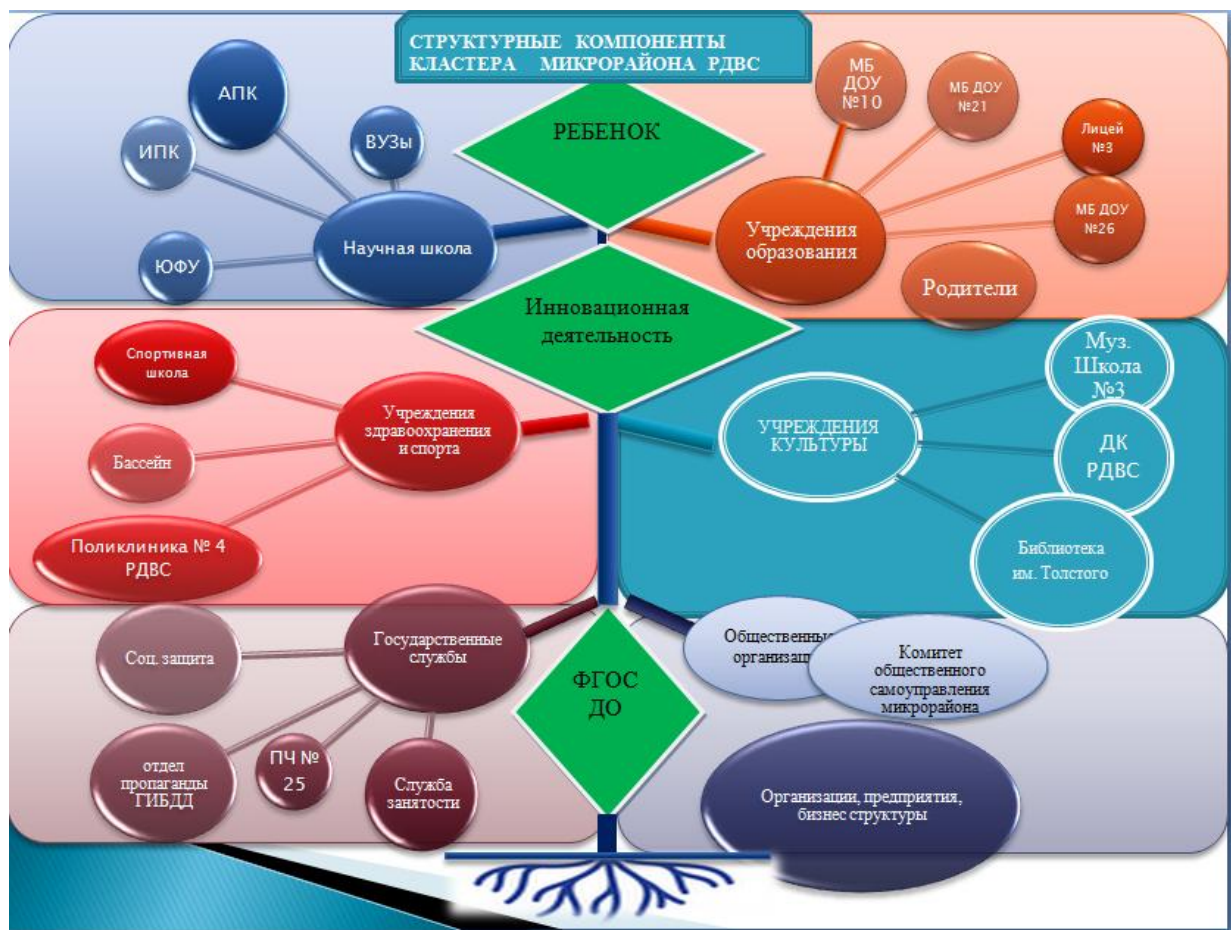 СТРУКТУРНЫЕ КОМПОНЕНТЫ
КЛАСТЕРА МИКРОРАЙОНА РДВС
РЕБЕНОК
АПК
ИПК
ВУЗы
ЮФУ
Научная школа
МБ
ДОУ
№10
МБ ДОУ
№21
Лицей
№3
МБ ДОУ
№26
Учреждения
образования
Родители
Инновационная
деятельность
Спортивная
школа
Бассейн
Поликлиника № 4
РДВС
Учреждения
здравоохранения
и спорта
УЧРЕЖДЕНИЯ
КУЛЬТУРЫ
Муз.
Школа
№3
ДК
РДВС
Библиотека
им. Толстого
Государственные
службы
Соц. защита
отдел
пропаганды
ГИБДД
ПЧ №
25
Служба
занятости
ФГОС
ДО
Общественные
Комитет
общественного
самоуправления
микрорайона
Организации, предприятия,
бизнес структуры